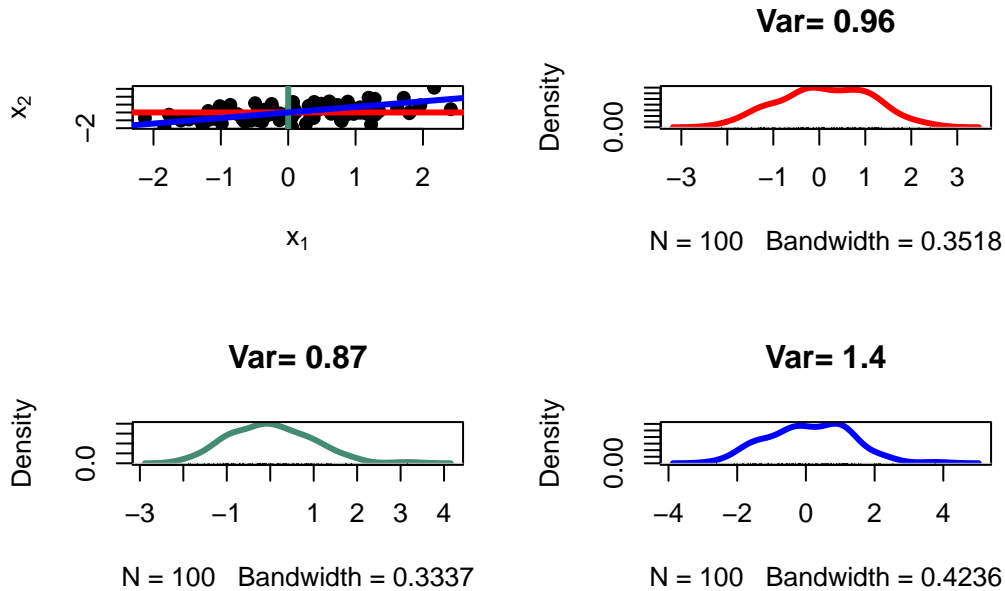 x2
−2
−2 −1 0 1 2
x1
Var= 0.96
Density
0.00
−3 −1 0 1 2 3
N = 100 Bandwidth = 0.3518
Var= 0.87
Density
0.0
−3 −1 1 2 3 4
N = 100 Bandwidth = 0.3337
Var= 1.4
Density
0.00
−4 −2 0 2 4
N = 100 Bandwidth = 0.4236